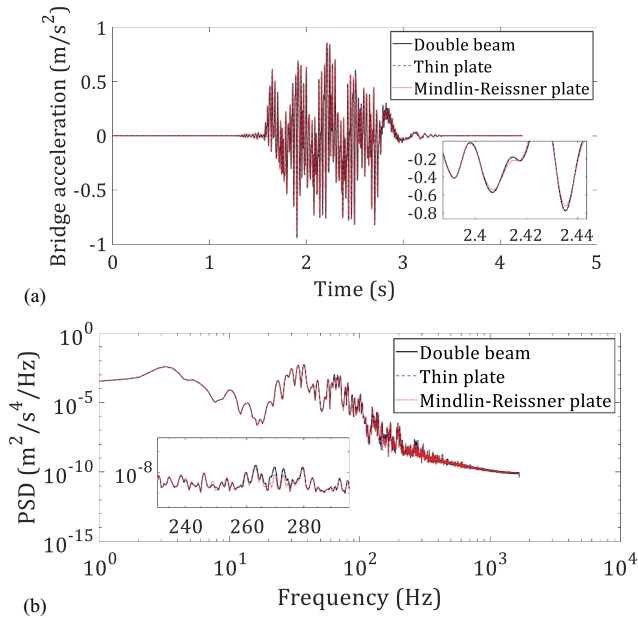 1
0.5
0
-0.5
-1
Bridge acceleration (m/s²)
Double beam
Thin plate
Mindlin-Reissner plate
-0.2
-0.4
-0.6
-0.8
2.4
2.42
2.44
0
1
2
3
4
5
Time (s)
(a)
10⁰
10⁻⁵
10⁻¹⁰
10⁻¹⁵
PSD (m²/s⁴/Hz)
Double beam
Thin plate
Mindlin-Reissner plate
10⁻⁸
240
260
280
10⁰
10¹
10²
10³
10⁴
Frequency (Hz)
(b)